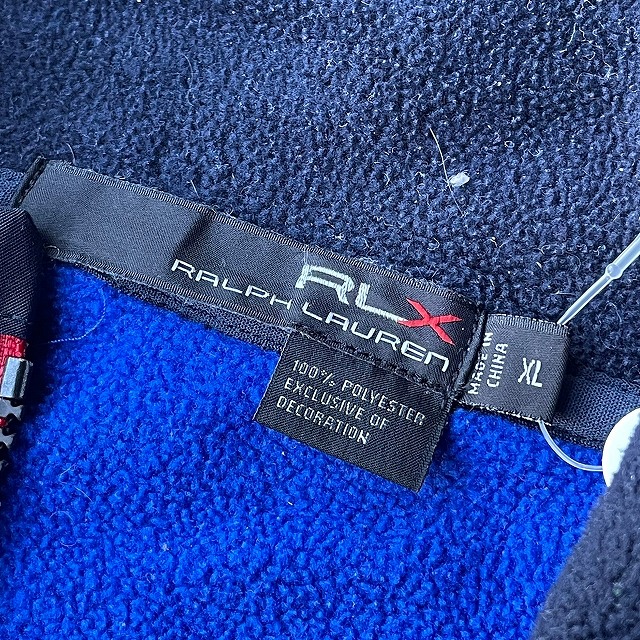 RLX
RALPH LAUREN
100% POLYESTER
EXCLUSIVE OF
DECORATION
MADE IN
CHINA
XL